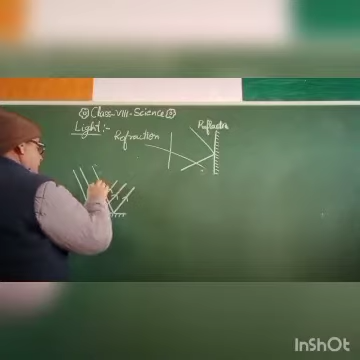 Class-VIII-Science
Light:-
Refraction
Reflection
InShOt